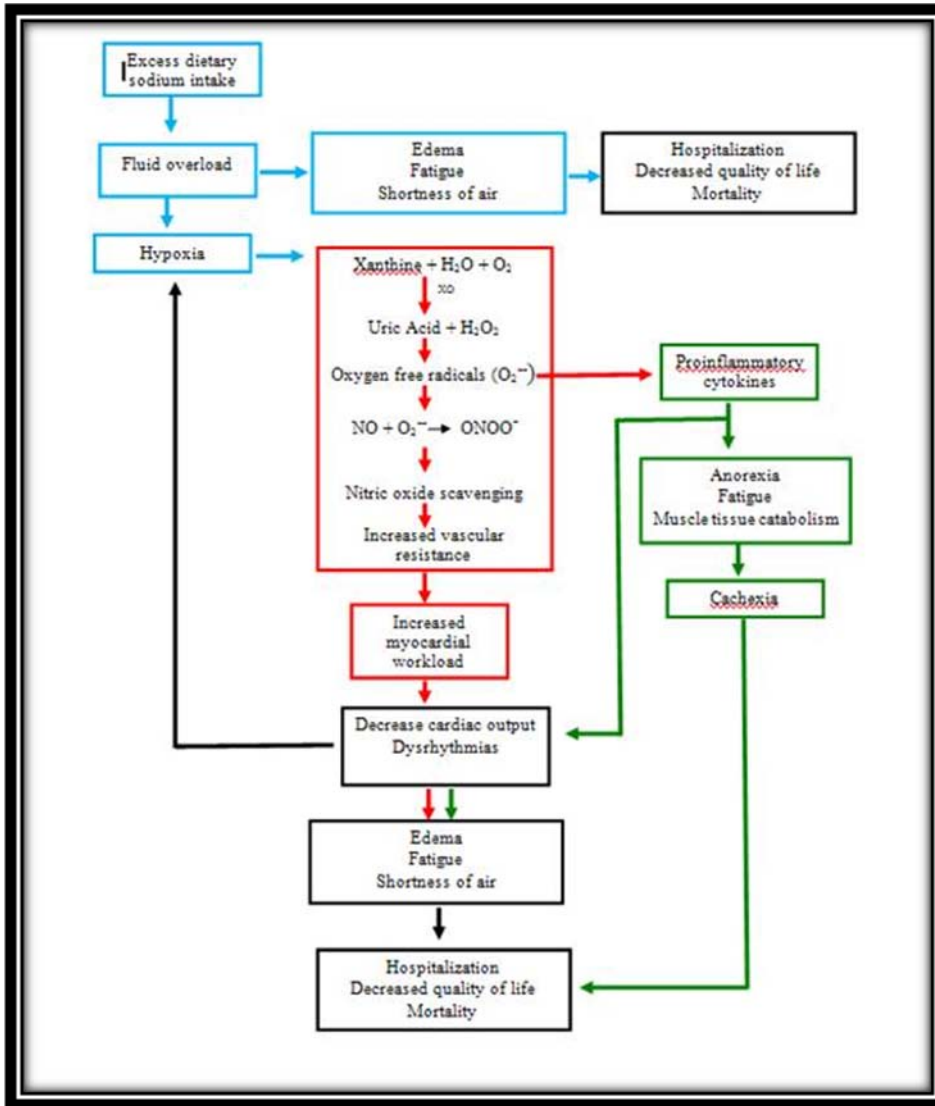 Excess dietary
sodium intake
Fluid overload
Edema
Fatigue
Shortness of air
Hospitalization
Decreased quality of life
Mortality
Hypoxia
Xanthine + H₂O + O₂
XO
Uric Acid + H₂O₂
Oxygen free radicals (O₂˙⁻)
NO + O₂˙⁻ → ONOO⁻
Nitric oxide scavenging
Increased vascular
resistance
Proinflammatory
cytokines
Anorexia
Fatigue
Muscle tissue catabolism
Cachexia
Increased
myocardial
workload
Decrease cardiac output
Dysrhythmias
Edema
Fatigue
Shortness of air
Hospitalization
Decreased quality of life
Mortality